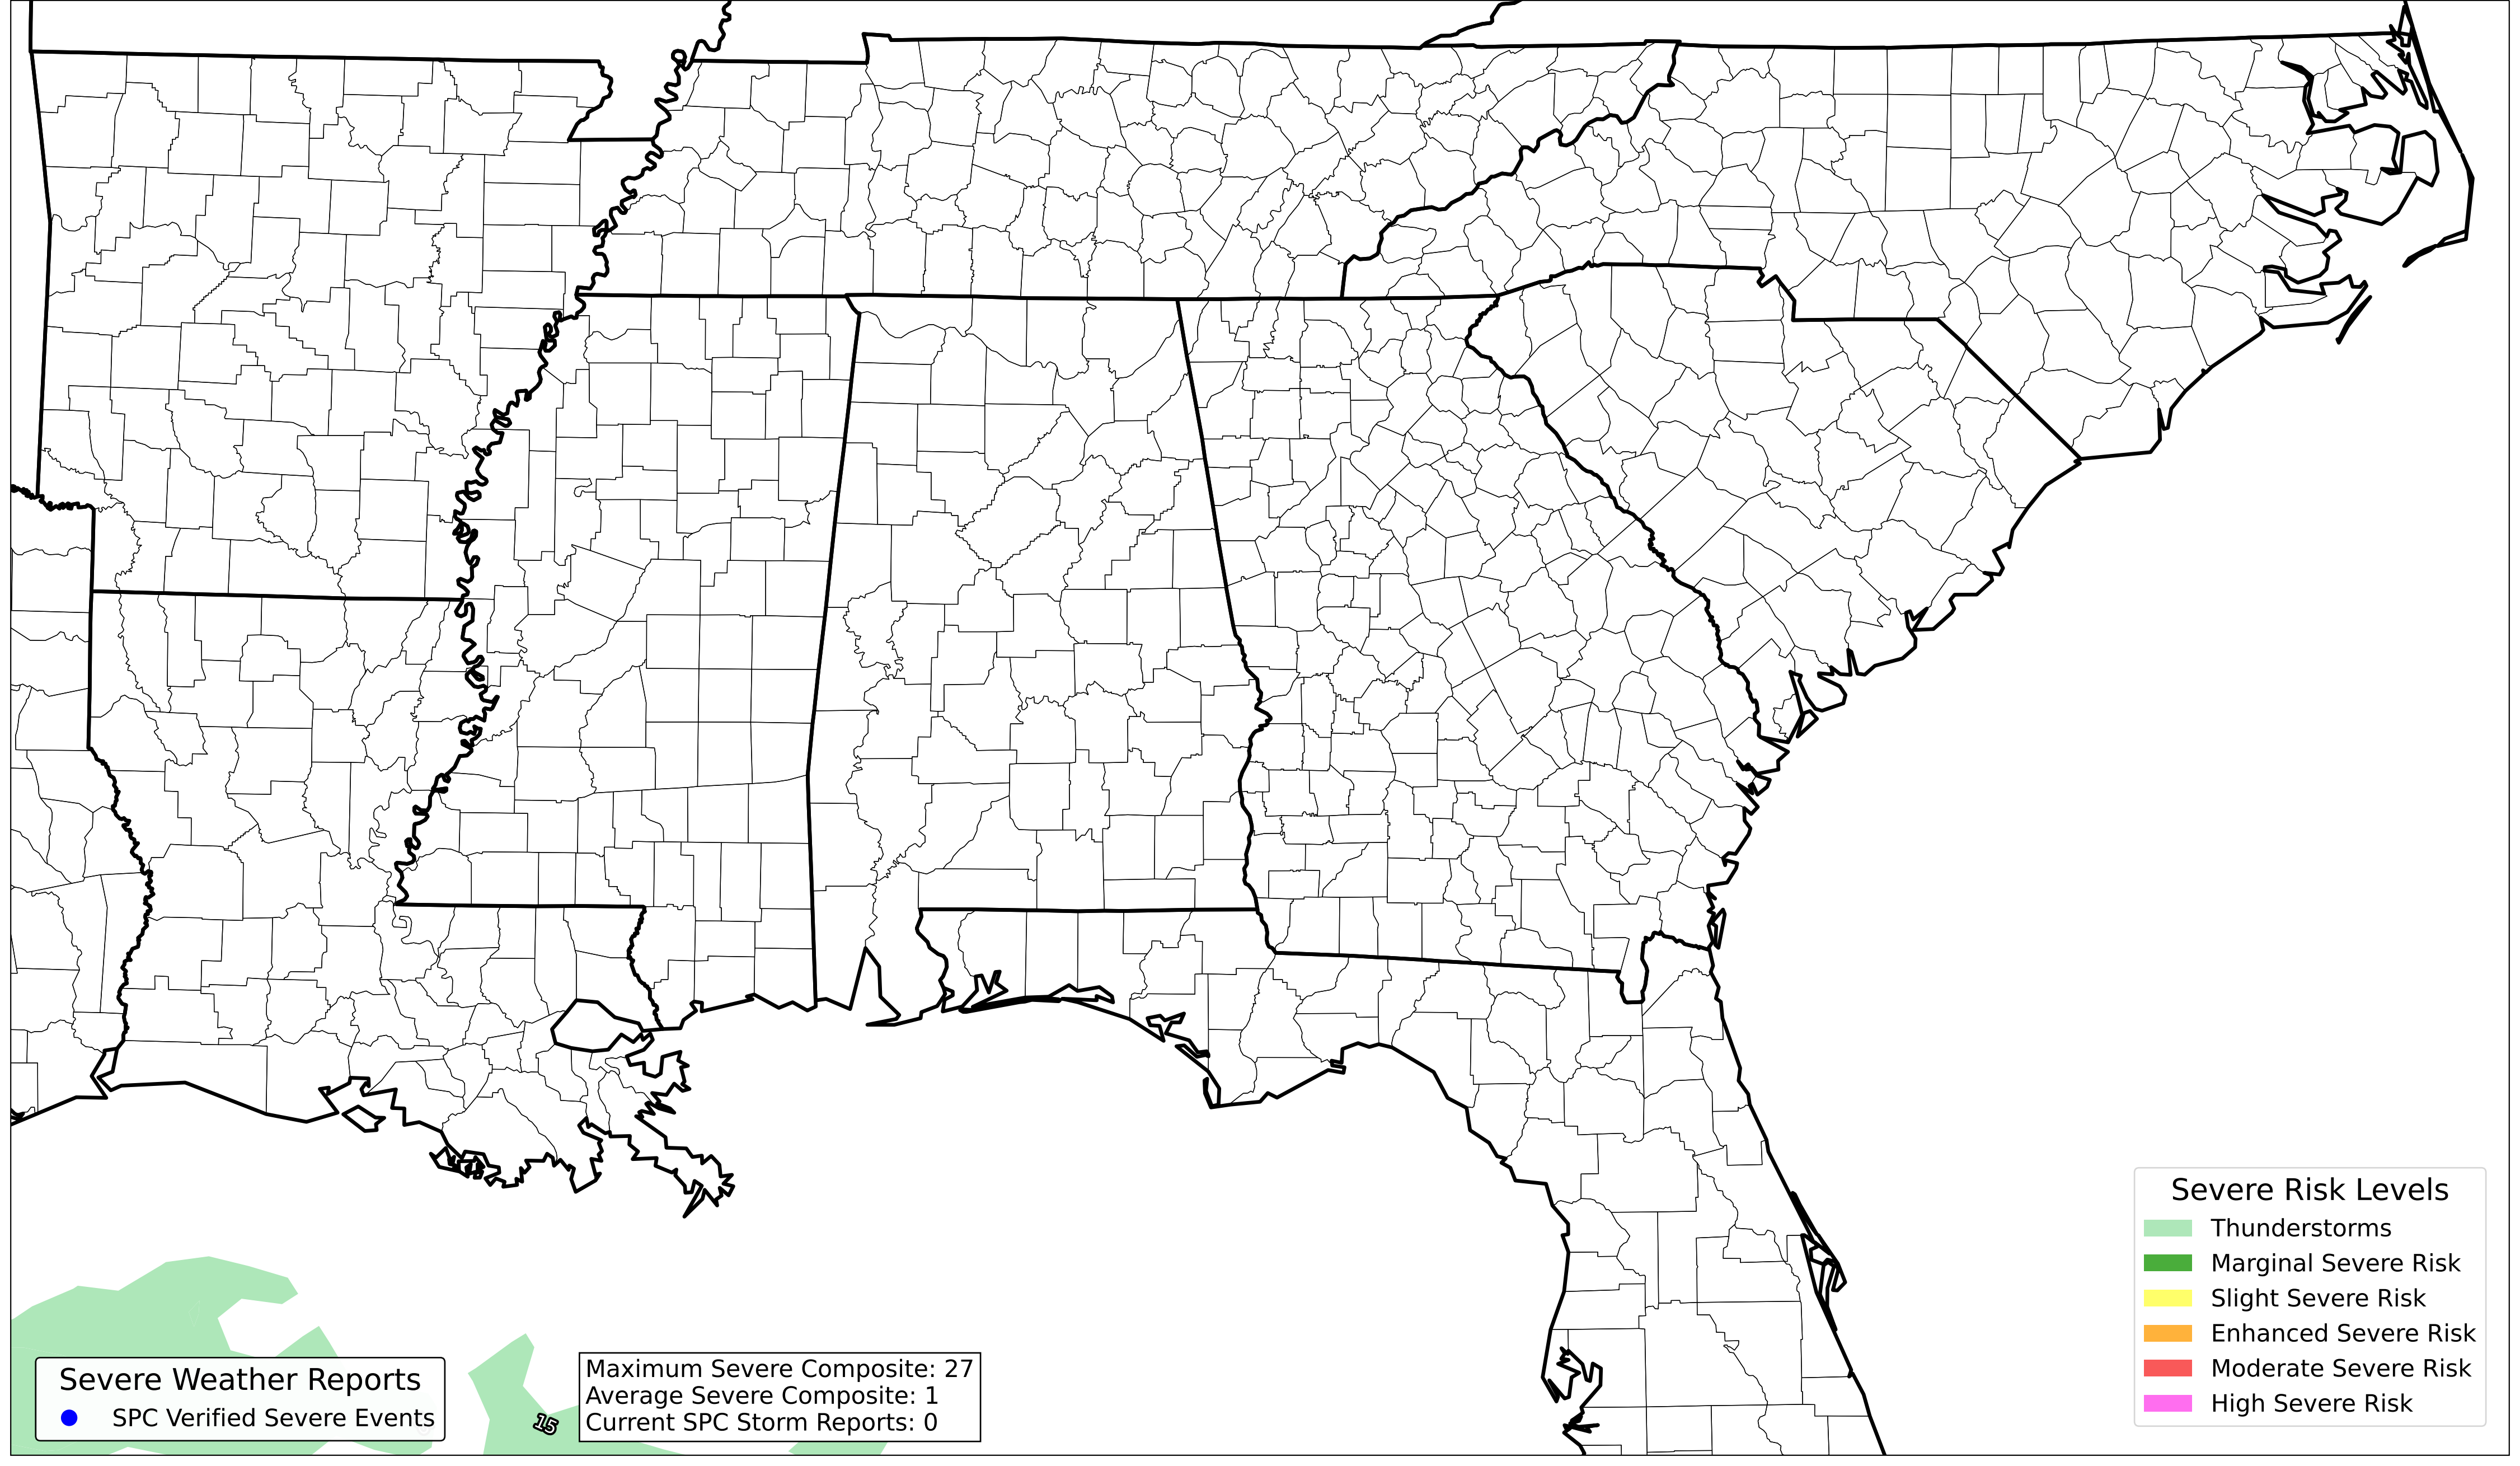 Severe Risk Levels
Thunderstorms
Marginal Severe Risk
Slight Severe Risk
Enhanced Severe Risk
Moderate Severe Risk
High Severe Risk
Severe Weather Reports
SPC Verified Severe Events
15
Maximum Severe Composite: 27
Average Severe Composite: 1
Current SPC Storm Reports: 0